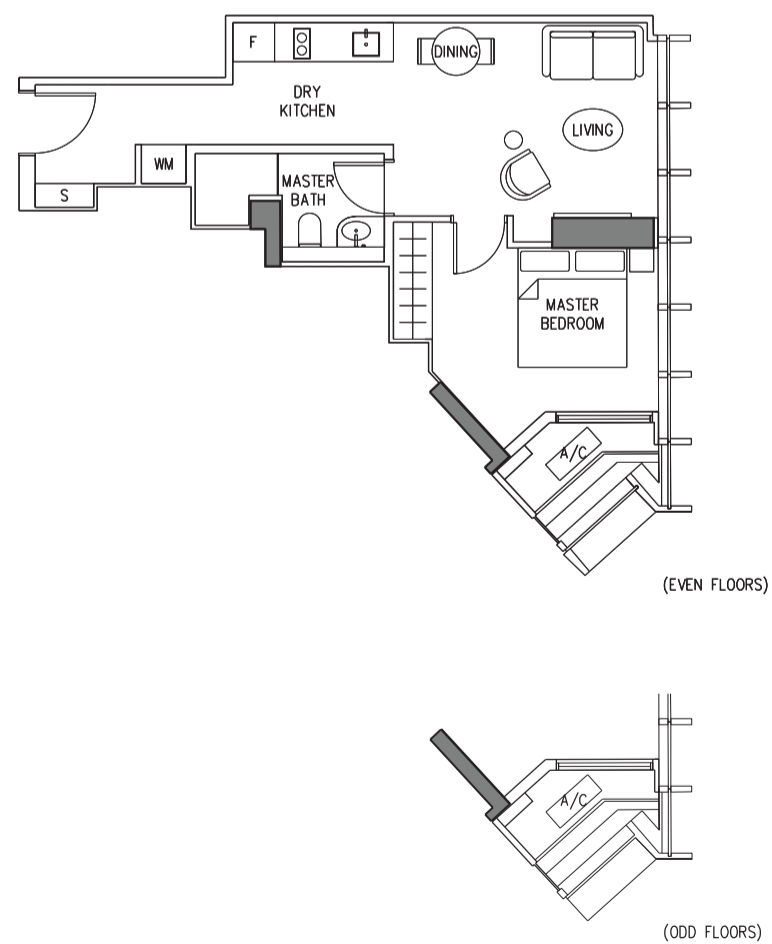 F
DINING
DRY
KITCHEN
LIVING
WM
MASTER
BATH
S
MASTER
BEDROOM
A/C
(EVEN FLOORS)
A/C
(ODD FLOORS)